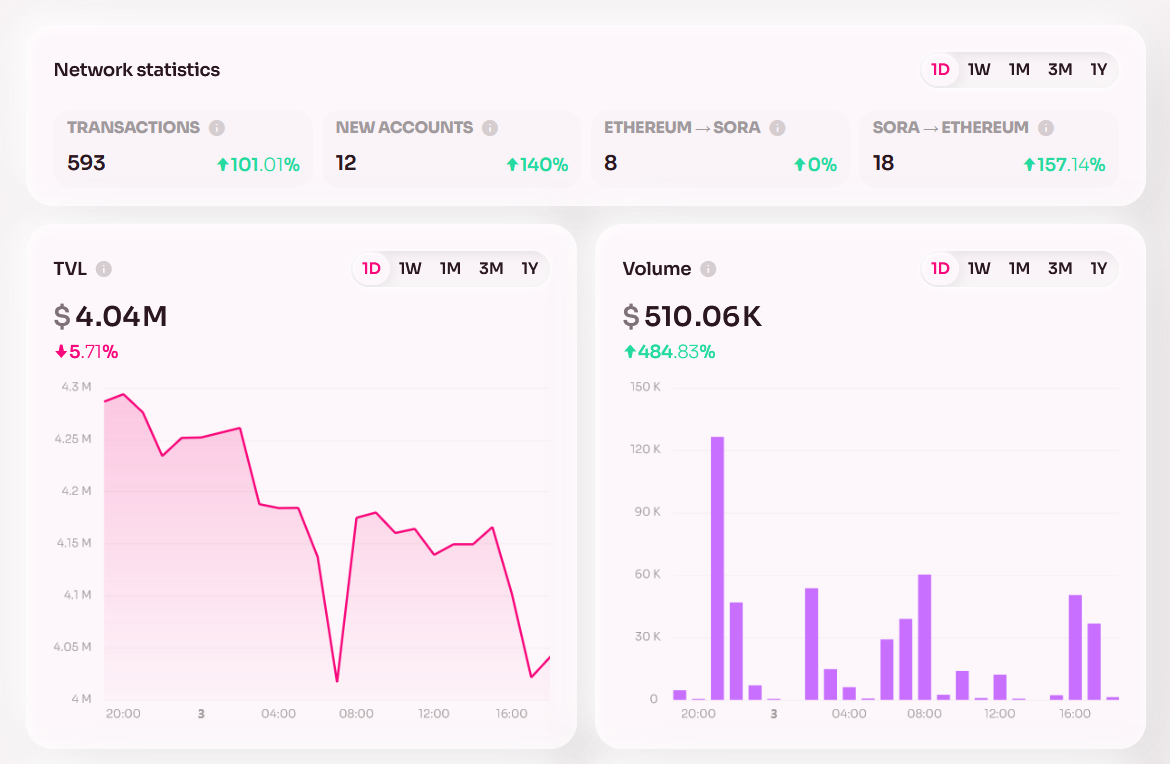 Network statistics
1D 1W 1M 3M 1Y
TRANSACTIONS
593
↑101.01%
NEW ACCOUNTS
12
↑140%
ETHEREUM → SORA
8
↑0%
SORA → ETHEREUM
18
↑157.14%
TVL
1D 1W 1M 3M 1Y
$ 4.04M
↓5.71%
4.3 M
4.25 M
4.2 M
4.15 M
4.1 M
4.05 M
4 M
20:00 3 04:00 08:00 12:00 16:00
Volume
1D 1W 1M 3M 1Y
$ 510.06K
↑484.83%
150 K
120 K
90 K
60 K
30 K
0
20:00 3 04:00 08:00 12:00 16:00